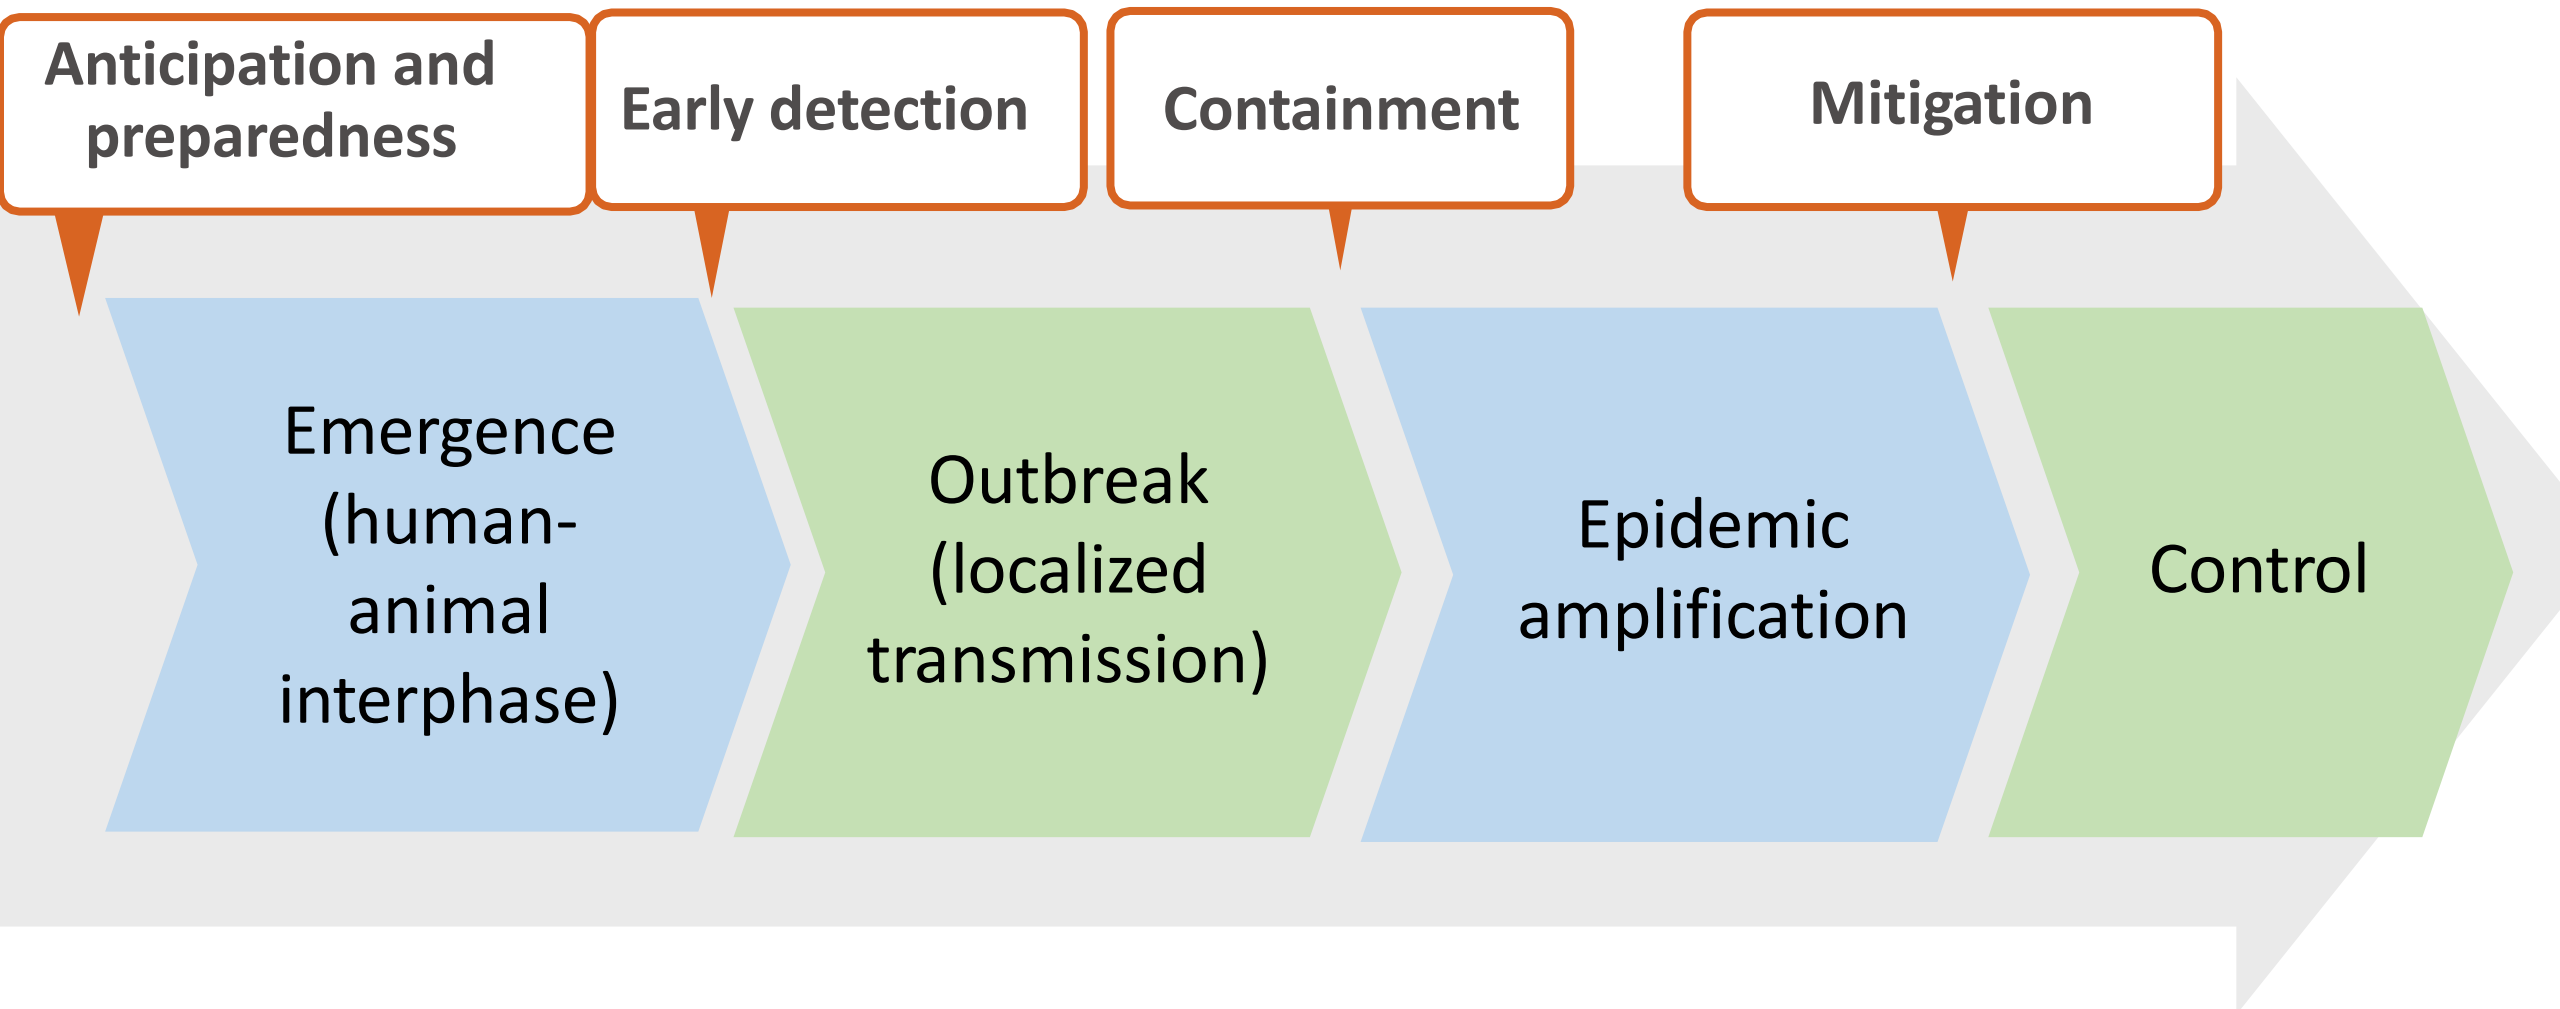 Anticipation and
preparedness
Early detection
Containment
Mitigation
Emergence
(human-
animal
interphase)
Outbreak
(localized
transmission)
Epidemic
amplification
Control